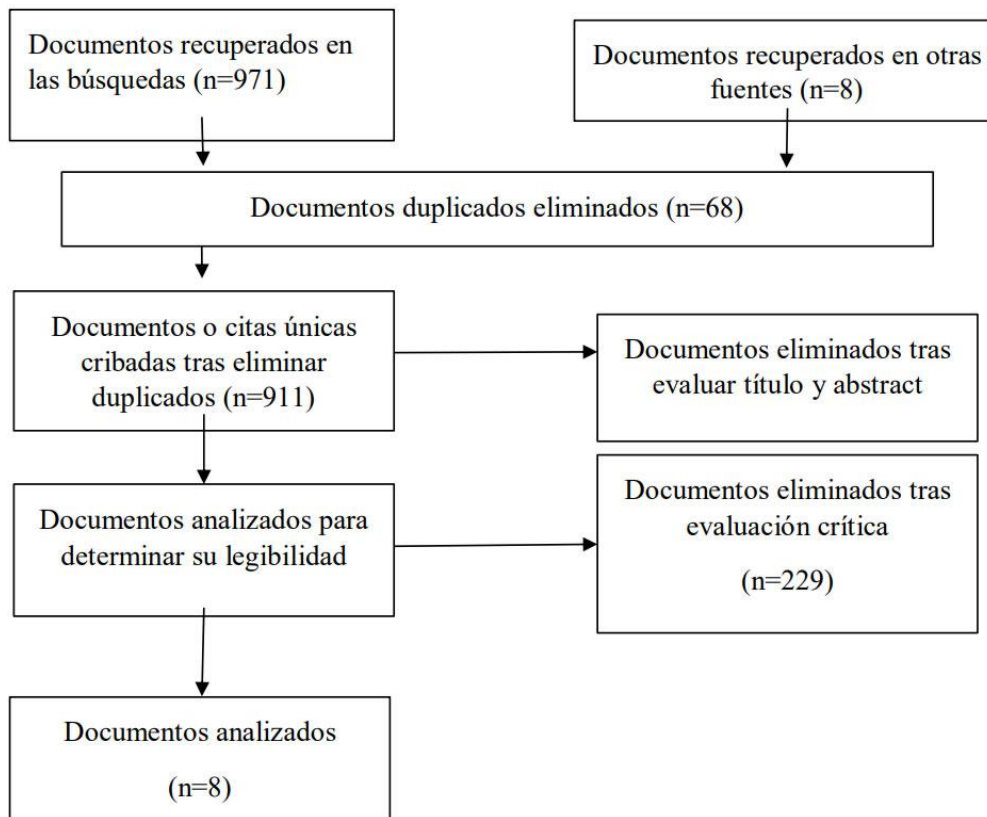 Documentos recuperados en
las búsquedas (n=971)
Documentos recuperados en otras
fuentes (n=8)
Documentos duplicados eliminados (n=68)
Documentos o citas únicas
cribadas tras eliminar
duplicados (n=911)
Documentos eliminados tras
evaluar título y abstract
Documentos analizados para
determinar su legibilidad
Documentos eliminados tras
evaluación crítica
(n=229)
Documentos analizados
(n=8)